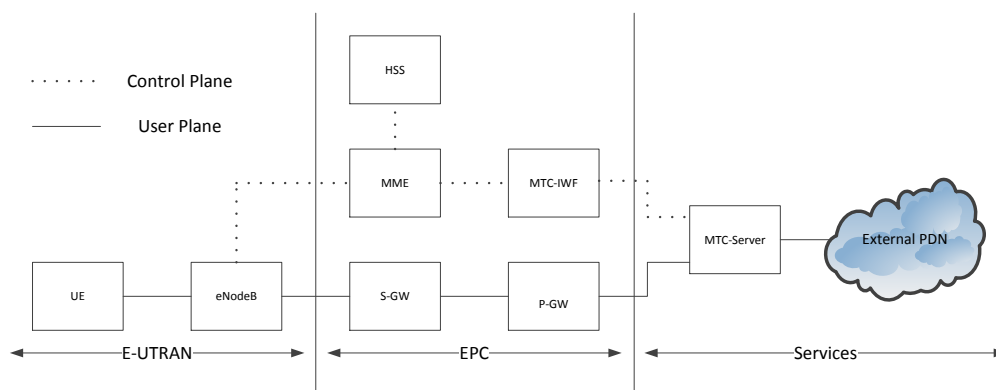 HSS
Control Plane
User Plane
MME
MTC-IWF
MTC-Server
External PDN
UE
eNodeB
S-GW
P-GW
E-UTRAN
EPC
Services